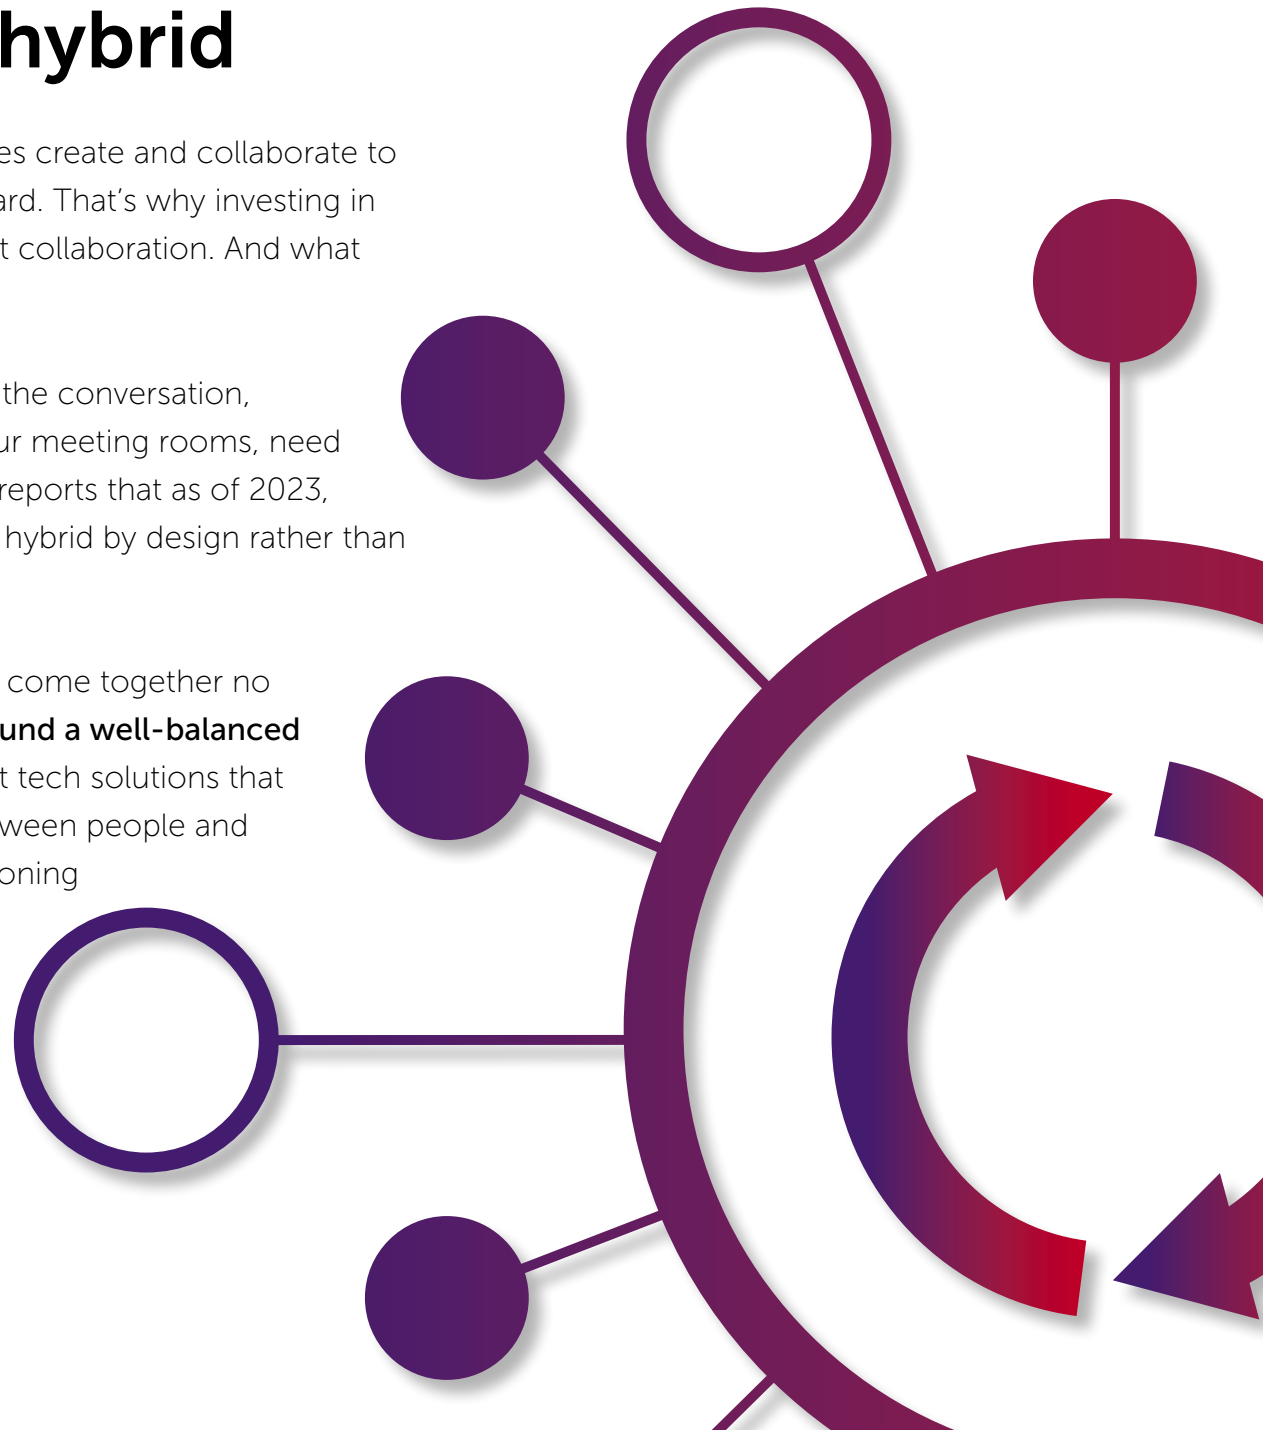 hybrid
es create and collaborate to
ard. That’s why investing in
t collaboration. And what
the conversation,
ur meeting rooms, need
reports that as of 2023,
hybrid by design rather than
come together no
und a well-balanced
t tech solutions that
ween people and
oning